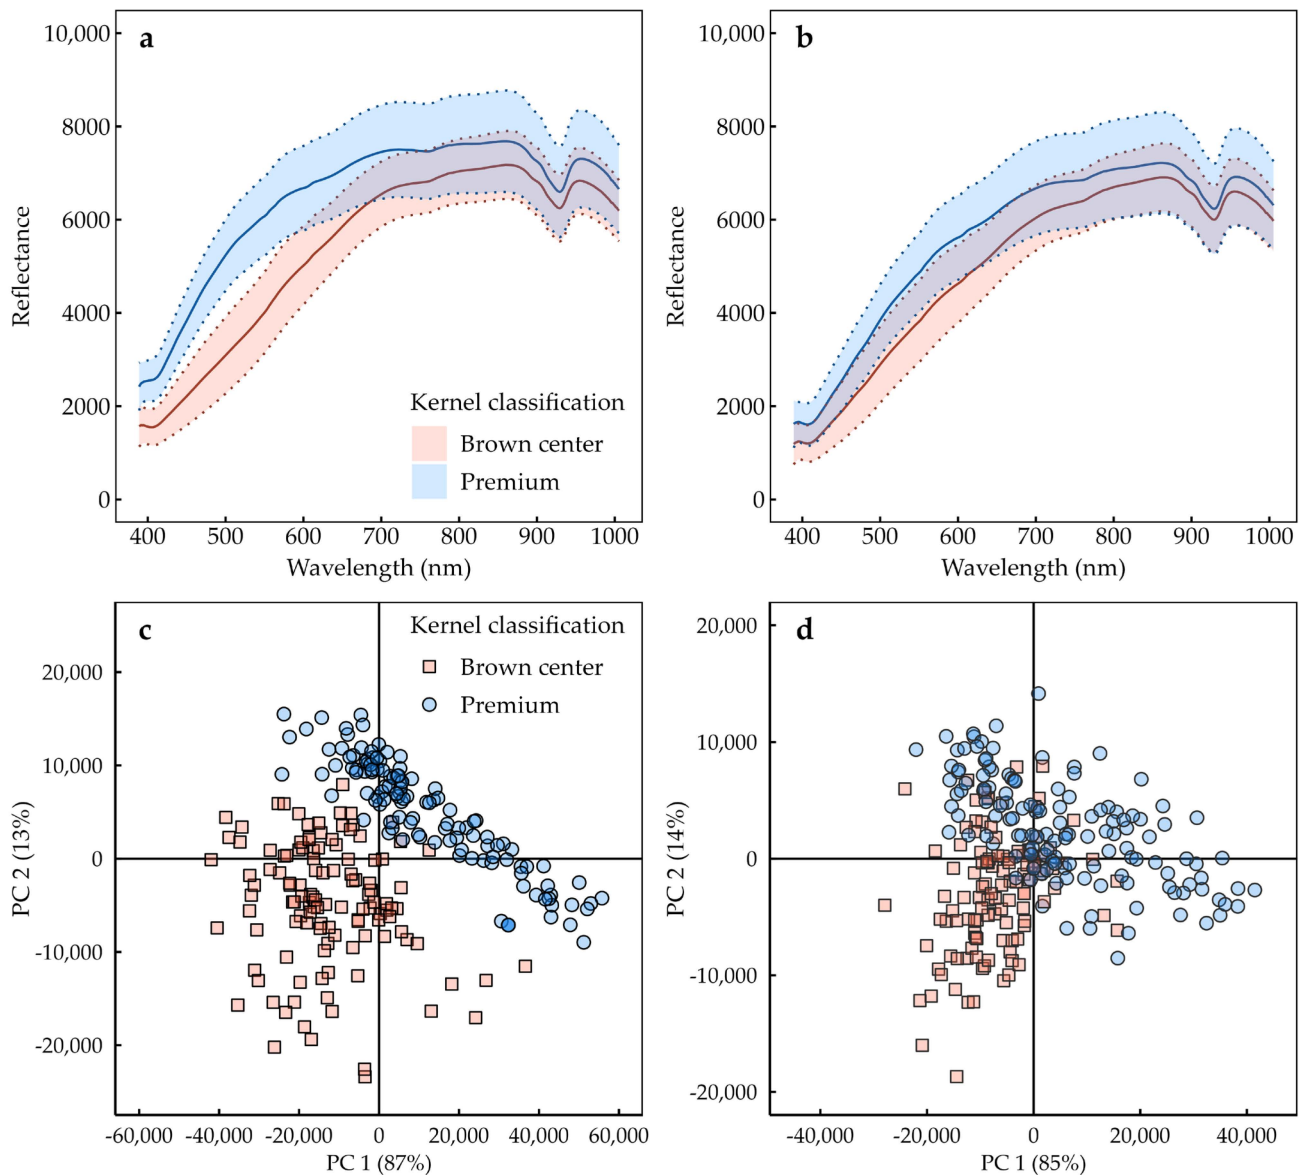 a
10,000
8000
6000
4000
2000
0
Reflectance
Kernel classification
Brown center
Premium
400 500 600 700 800 900 1000
Wavelength (nm)
b
10,000
8000
6000
4000
2000
0
Reflectance
400 500 600 700 800 900 1000
Wavelength (nm)
c
Kernel classification
Brown center
Premium
20,000
10,000
0
-10,000
-20,000
PC 2 (13%)
-60,000 -40,000 -20,000 0 20,000 40,000 60,000
PC 1 (87%)
d
20,000
10,000
0
-10,000
-20,000
PC 2 (14%)
-40,000 -20,000 0 20,000 40,000
PC 1 (85%)